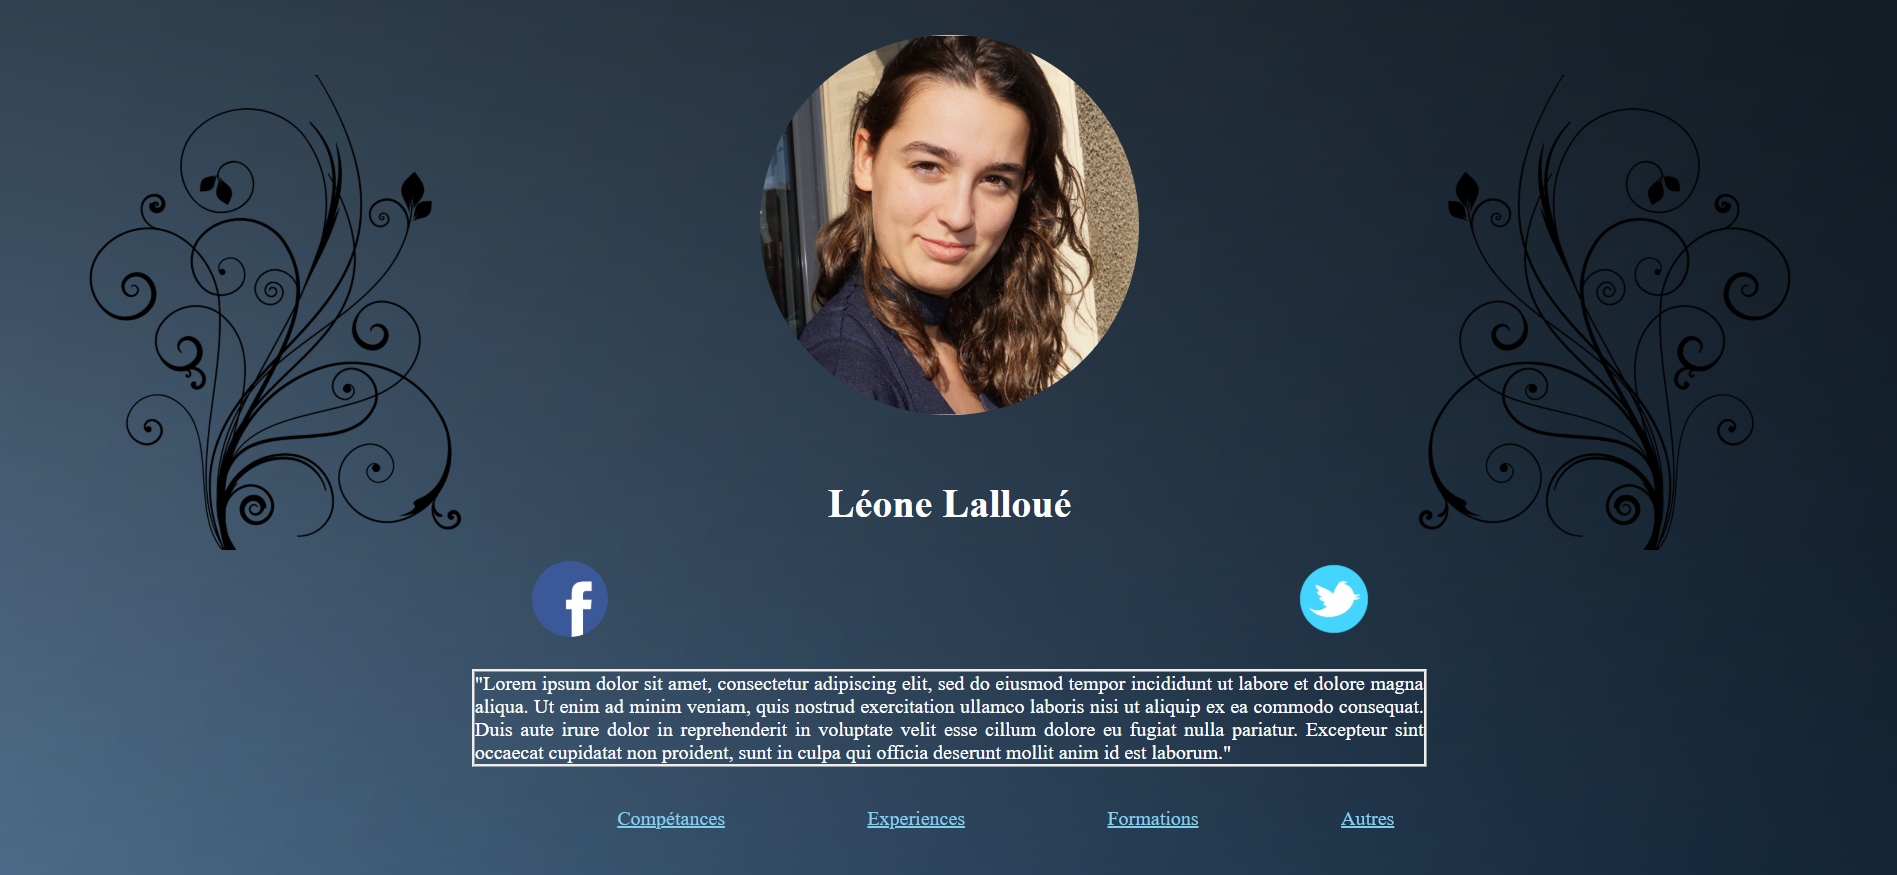 Léone Lalloué
f
"Lorem ipsum dolor sit amet, consectetur adipiscing elit, sed do eiusmod tempor incididunt ut labore et dolore magna
aliqua. Ut enim ad minim veniam, quis nostrud exercitation ullamco laboris nisi ut aliquip ex ea commodo consequat.
Duis aute irure dolor in reprehenderit in voluptate velit esse cillum dolore eu fugiat nulla pariatur. Excepteur sint
occaecat cupidatat non proident, sunt in culpa qui officia deserunt mollit anim id est laborum."
Compétances Experiences Formations Autres